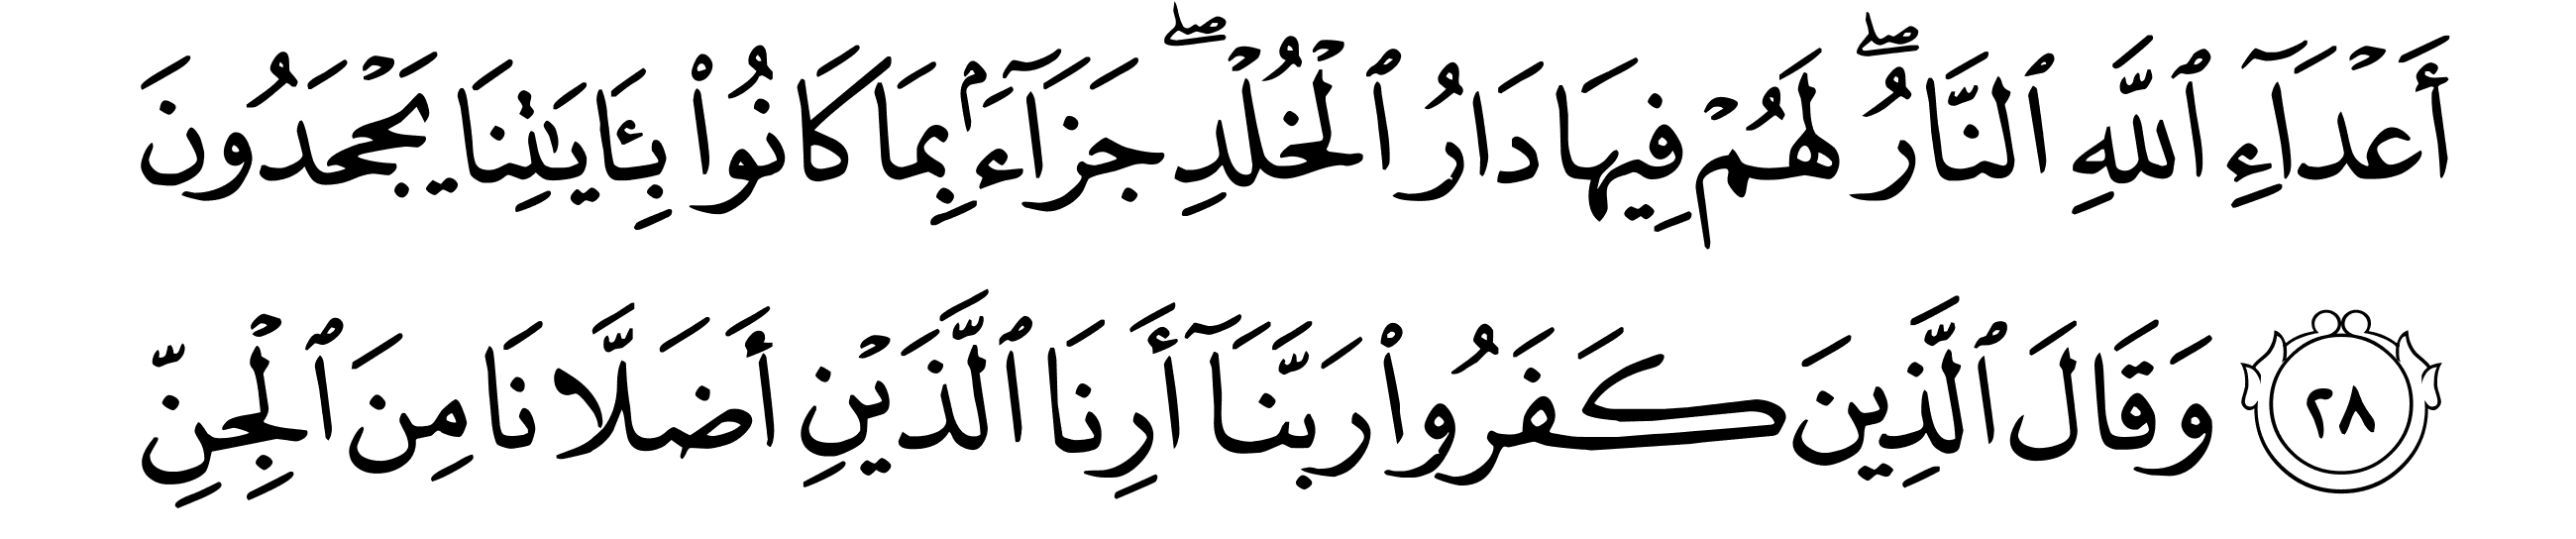 أَعۡدَآءِ ٱللَّهِ ٱلنَّارُۖ لَهُمۡ فِيهَا دَارُ ٱلۡخُلۡدِۖ جَزَآءَۢ بِمَا كَانُواْ بِـَٔايَٰتِنَا يَجۡحَدُونَ
٢٨ وَقَالَ ٱلَّذِينَ كَفَرُواْ رَبَّنَآ أَرِنَا ٱلَّذَيۡنِ أَضَلَّانَا مِنَ ٱلۡجِنِّ